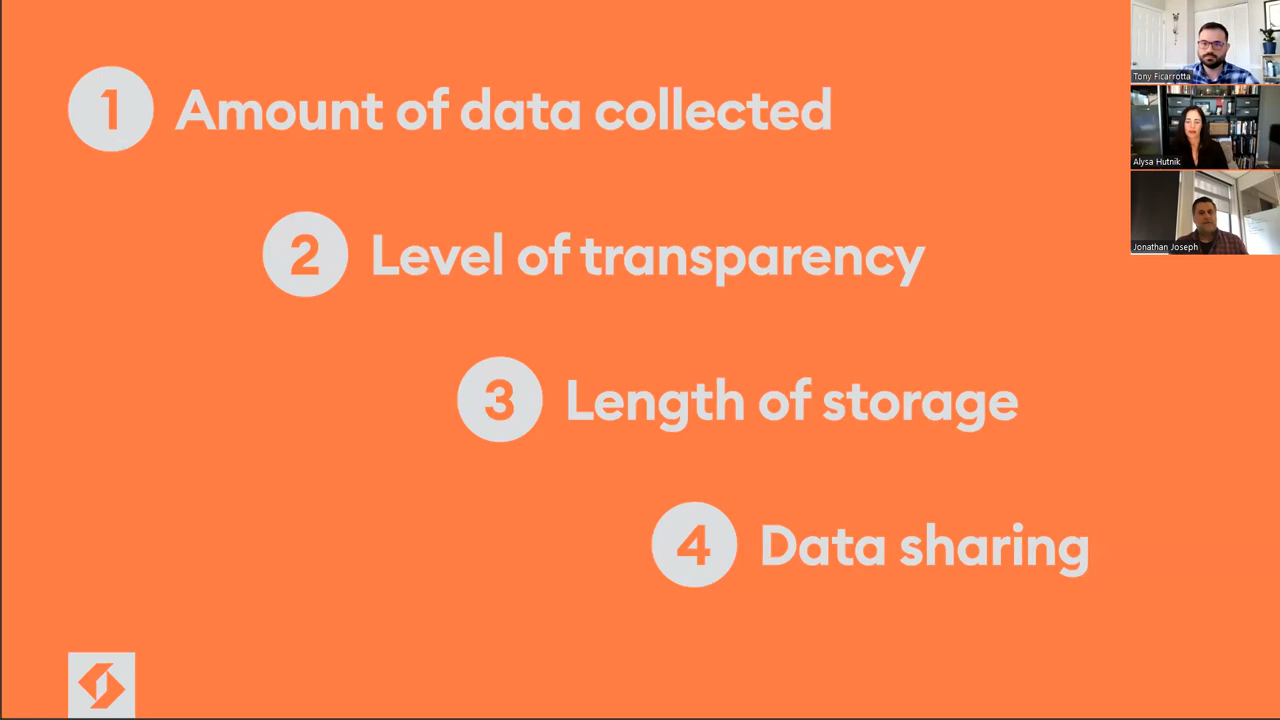 1 Amount of data collected
2 Level of transparency
3 Length of storage
4 Data sharing
Tony Ficarrotta
Alysa Hutnik
Jonathan Joseph